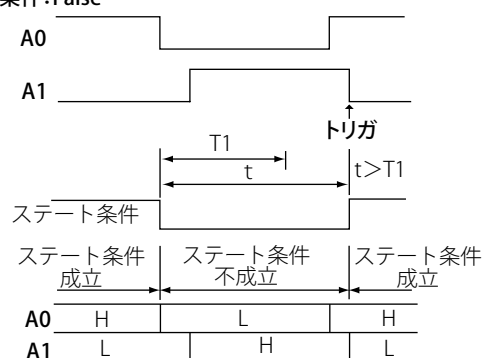 条件：False
A0
A1
トリガ
T1
t
t＞T1
ステート条件
ステート条件
成立
ステート条件
不成立
ステート条件
成立
A0 H L H
A1 L H L